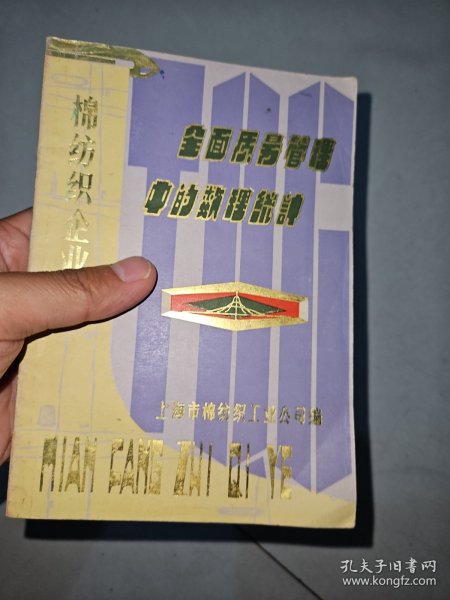 棉纺织企业
全面质量管理
中的数理统计
上海市棉纺织工业公司编
MIAN GANG ZHI QI YE
孔夫子旧书网
www.kongfz.com